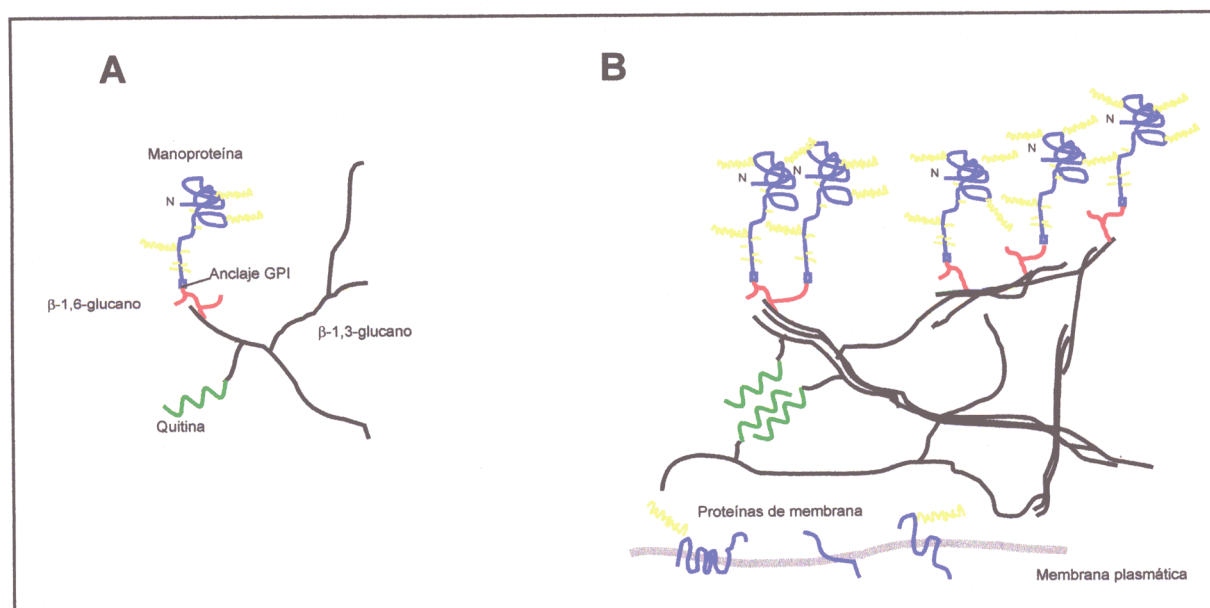 A
Manoproteína
N
Anclaje GPI
β-1,6-glucano
β-1,3-glucano
Quitina
B
N
N
N
N
N
Proteínas de membrana
Membrana plasmática